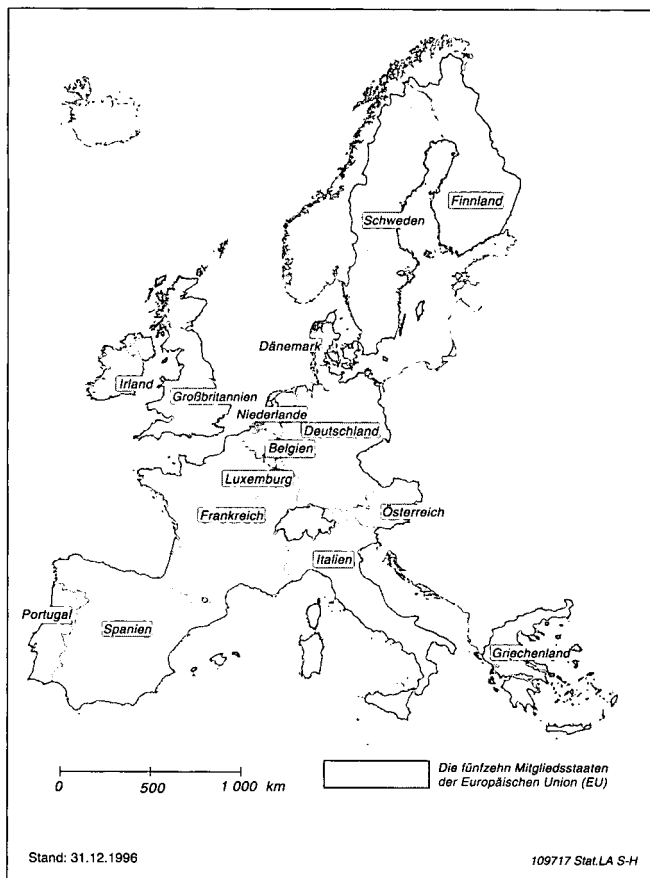 Finnland
Schweden
Dänemark
Irland
Großbritannien
Niederlande
Deutschland
Belgien
Luxemburg
Frankreich
Österreich
Italien
Portugal
Spanien
Griechenland
0 500 1 000 km
Die fünfzehn Mitgliedsstaaten
der Europäischen Union (EU)
Stand: 31.12.1996
109717 Stat.LA S-H